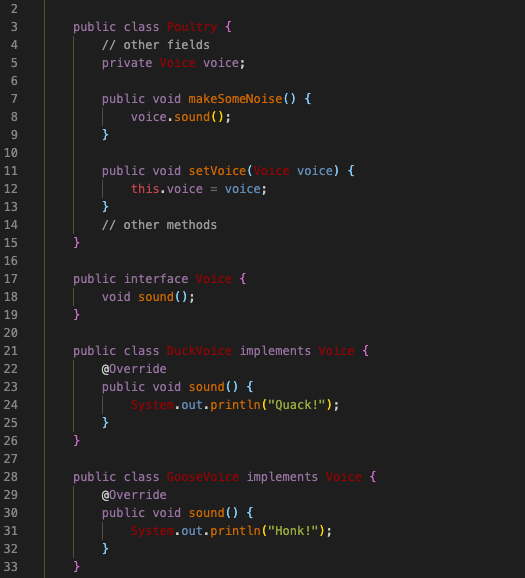 2
3 public class Poultry {
4 // other fields
5 private Voice voice;
6
7 public void makeSomeNoise() {
8 voice.sound();
9 }
10
11 public void setVoice(Voice voice) {
12 this.voice = voice;
13 }
14 // other methods
15 }
16
17 public interface Voice {
18 void sound();
19 }
20
21 public class DuckVoice implements Voice {
22 @Override
23 public void sound() {
24 System.out.println("Quack!");
25 }
26 }
27
28 public class GooseVoice implements Voice {
29 @Override
30 public void sound() {
31 System.out.println("Honk!");
32 }
33 }